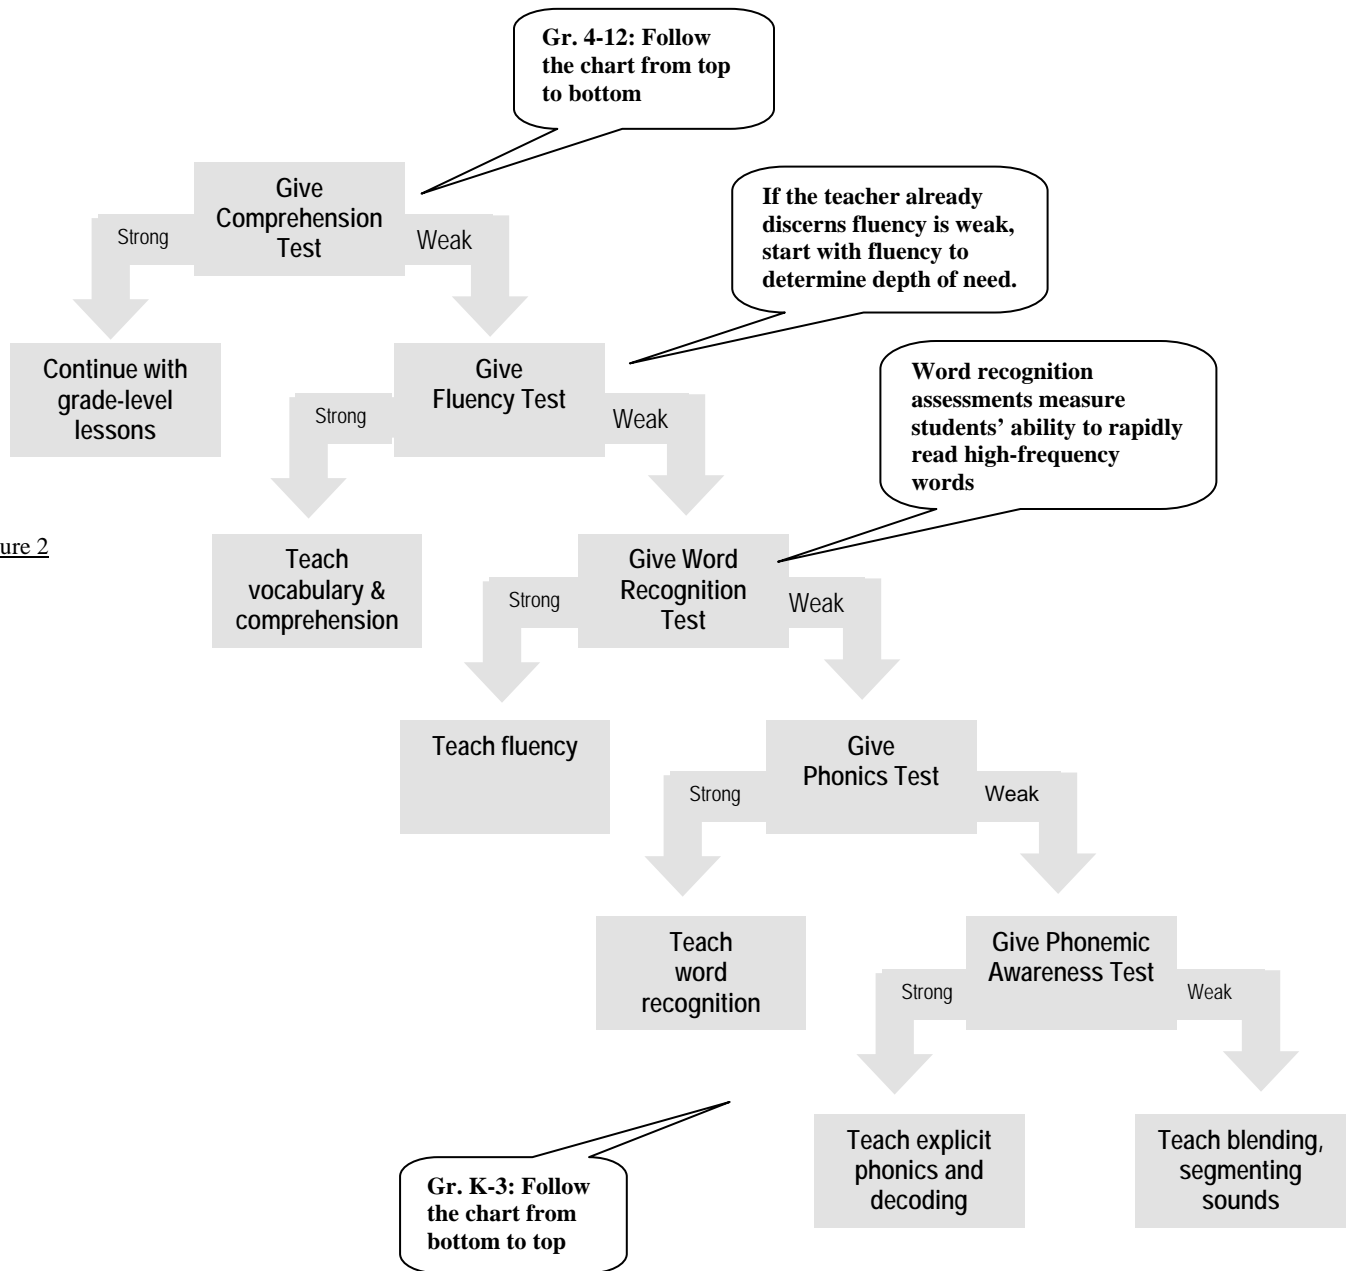 Gr. 4-12: Follow
the chart from top
to bottom
Give
Comprehension
Test
Strong
Weak
If the teacher already
discerns fluency is weak,
start with fluency to
determine depth of need.
Continue with
grade-level
lessons
Give
Fluency Test
Strong
Weak
Word recognition
assessments measure
students’ ability to rapidly
read high-frequency
words
ure 2
Teach
vocabulary &
comprehension
Give Word
Recognition
Test
Strong
Weak
Teach fluency
Give
Phonics Test
Strong
Weak
Teach
word
recognition
Give Phonemic
Awareness Test
Strong
Weak
Teach explicit
phonics and
decoding
Teach blending,
segmenting
sounds
Gr. K-3: Follow
the chart from
bottom to top